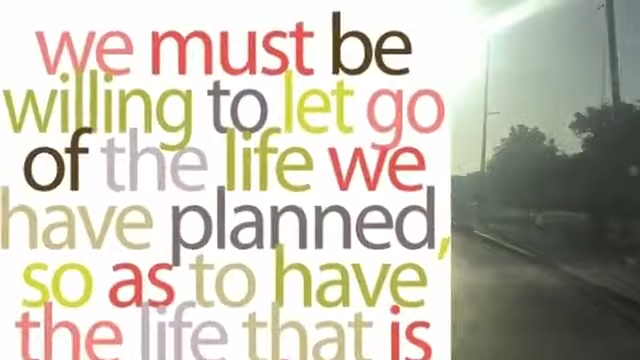 we must be
willing to let go
of the life we
have planned,
so as to have
the life that is